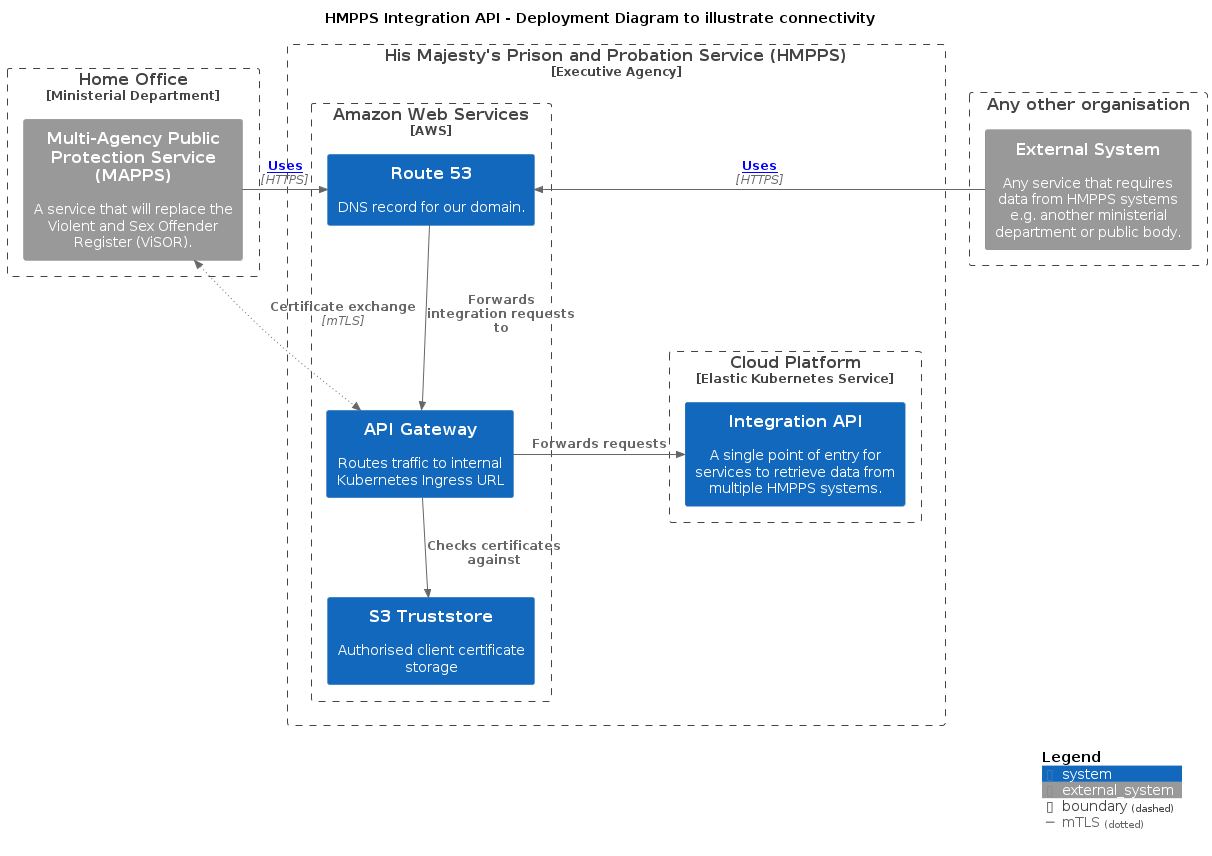 HMPPS Integration API - Deployment Diagram to illustrate connectivity
His Majesty's Prison and Probation Service (HMPPS)
[Executive Agency]
Home Office
[Ministerial Department]
Multi-Agency Public
Protection Service
(MAPPS)
A service that will replace the
Violent and Sex Offender
Register (ViSOR).
Uses
[HTTPS]
Amazon Web Services
[AWS]
Route 53
DNS record for our domain.
Uses
[HTTPS]
Any other organisation
External System
Any service that requires
data from HMPPS systems
e.g. another ministerial
department or public body.
Certificate exchange
[mTLS]
Forwards
integration requests
to
Cloud Platform
[Elastic Kubernetes Service]
API Gateway
Routes traffic to internal
Kubernetes Ingress URL
Forwards requests
Integration API
A single point of entry for
services to retrieve data from
multiple HMPPS systems.
Checks certificates
against
S3 Truststore
Authorised client certificate
storage
Legend
system
external_system
boundary (dashed)
mTLS (dotted)